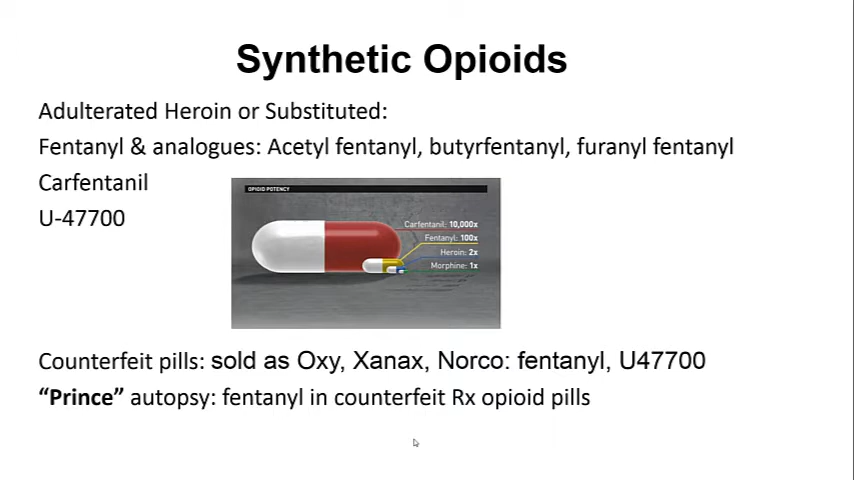 Synthetic Opioids
Adulterated Heroin or Substituted:
Fentanyl & analogues: Acetyl fentanyl, butyrfentanyl, furanyl fentanyl
Carfentanil
U-47700
OPIOID POTENCY
Carfentanil: 10,000x
Fentanyl: 100x
Heroin: 2x
Morphine: 1x
Counterfeit pills: sold as Oxy, Xanax, Norco: fentanyl, U47700
“Prince” autopsy: fentanyl in counterfeit Rx opioid pills